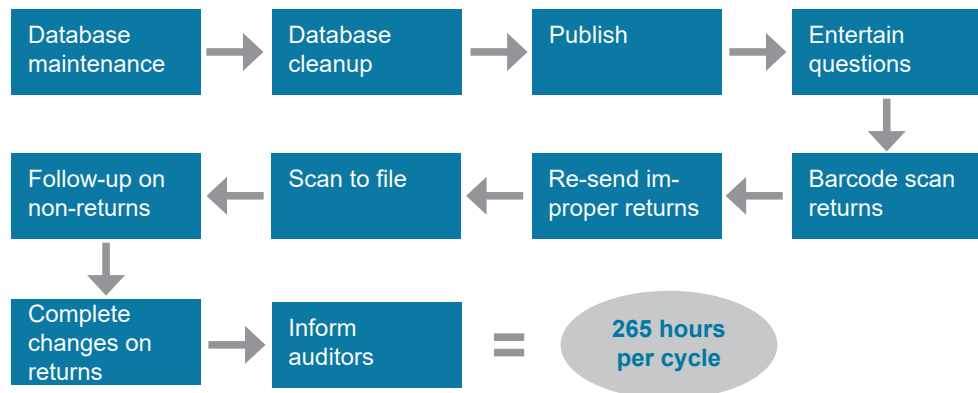 Database
maintenance
Database
cleanup
Publish
Entertain
questions
Barcode scan
returns
Re-send im-
proper returns
Scan to file
Follow-up on
non-returns
Complete
changes on
returns
Inform
auditors
=
265 hours
per cycle